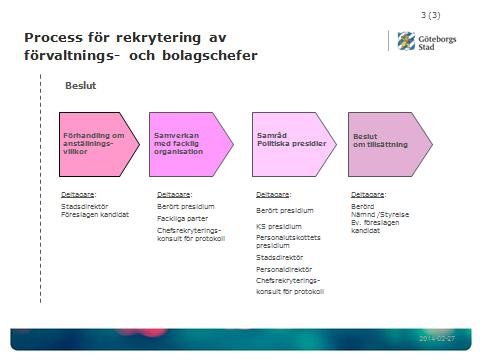 3 (3)
Process för rekrytering av
förvaltnings- och bolagschefer
Göteborgs
Stad
Beslut
Förhandling om
anställnings-
villkor
Samverkan
med facklig
organisation
Samråd
Politiska presidier
Beslut
om tillsättning
Deltagare:
Stadsdirektör
Föreslagen kandidat
Deltagare:
Berört presidium
Fackliga parter
Chefsrekryterings-
konsult för protokoll
Deltagare:
Berört presidium
KS presidium
Personalutskottets
presidium
Stadsdirektör
Personaldirektör
Chefsrekryterings-
konsult för protokoll
Deltagare:
Berörd
Nämnd /Styrelse
Ev. föreslagen
kandidat
2014-02-27